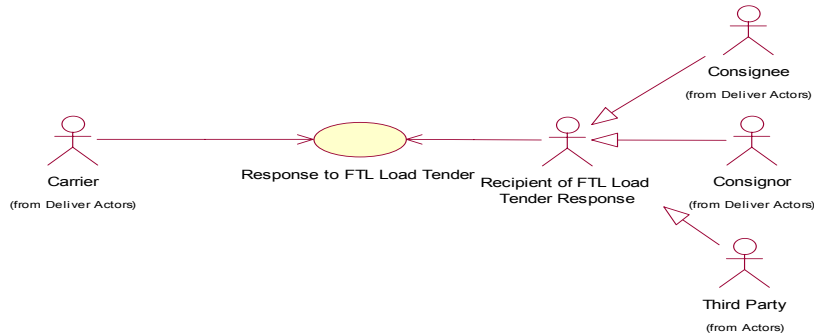 Consignee
(from Deliver Actors)
Carrier
(from Deliver Actors)
Response to FTL Load Tender
Recipient of FTL Load
Tender Response
Consignor
(from Deliver Actors)
Third Party
(from Actors)